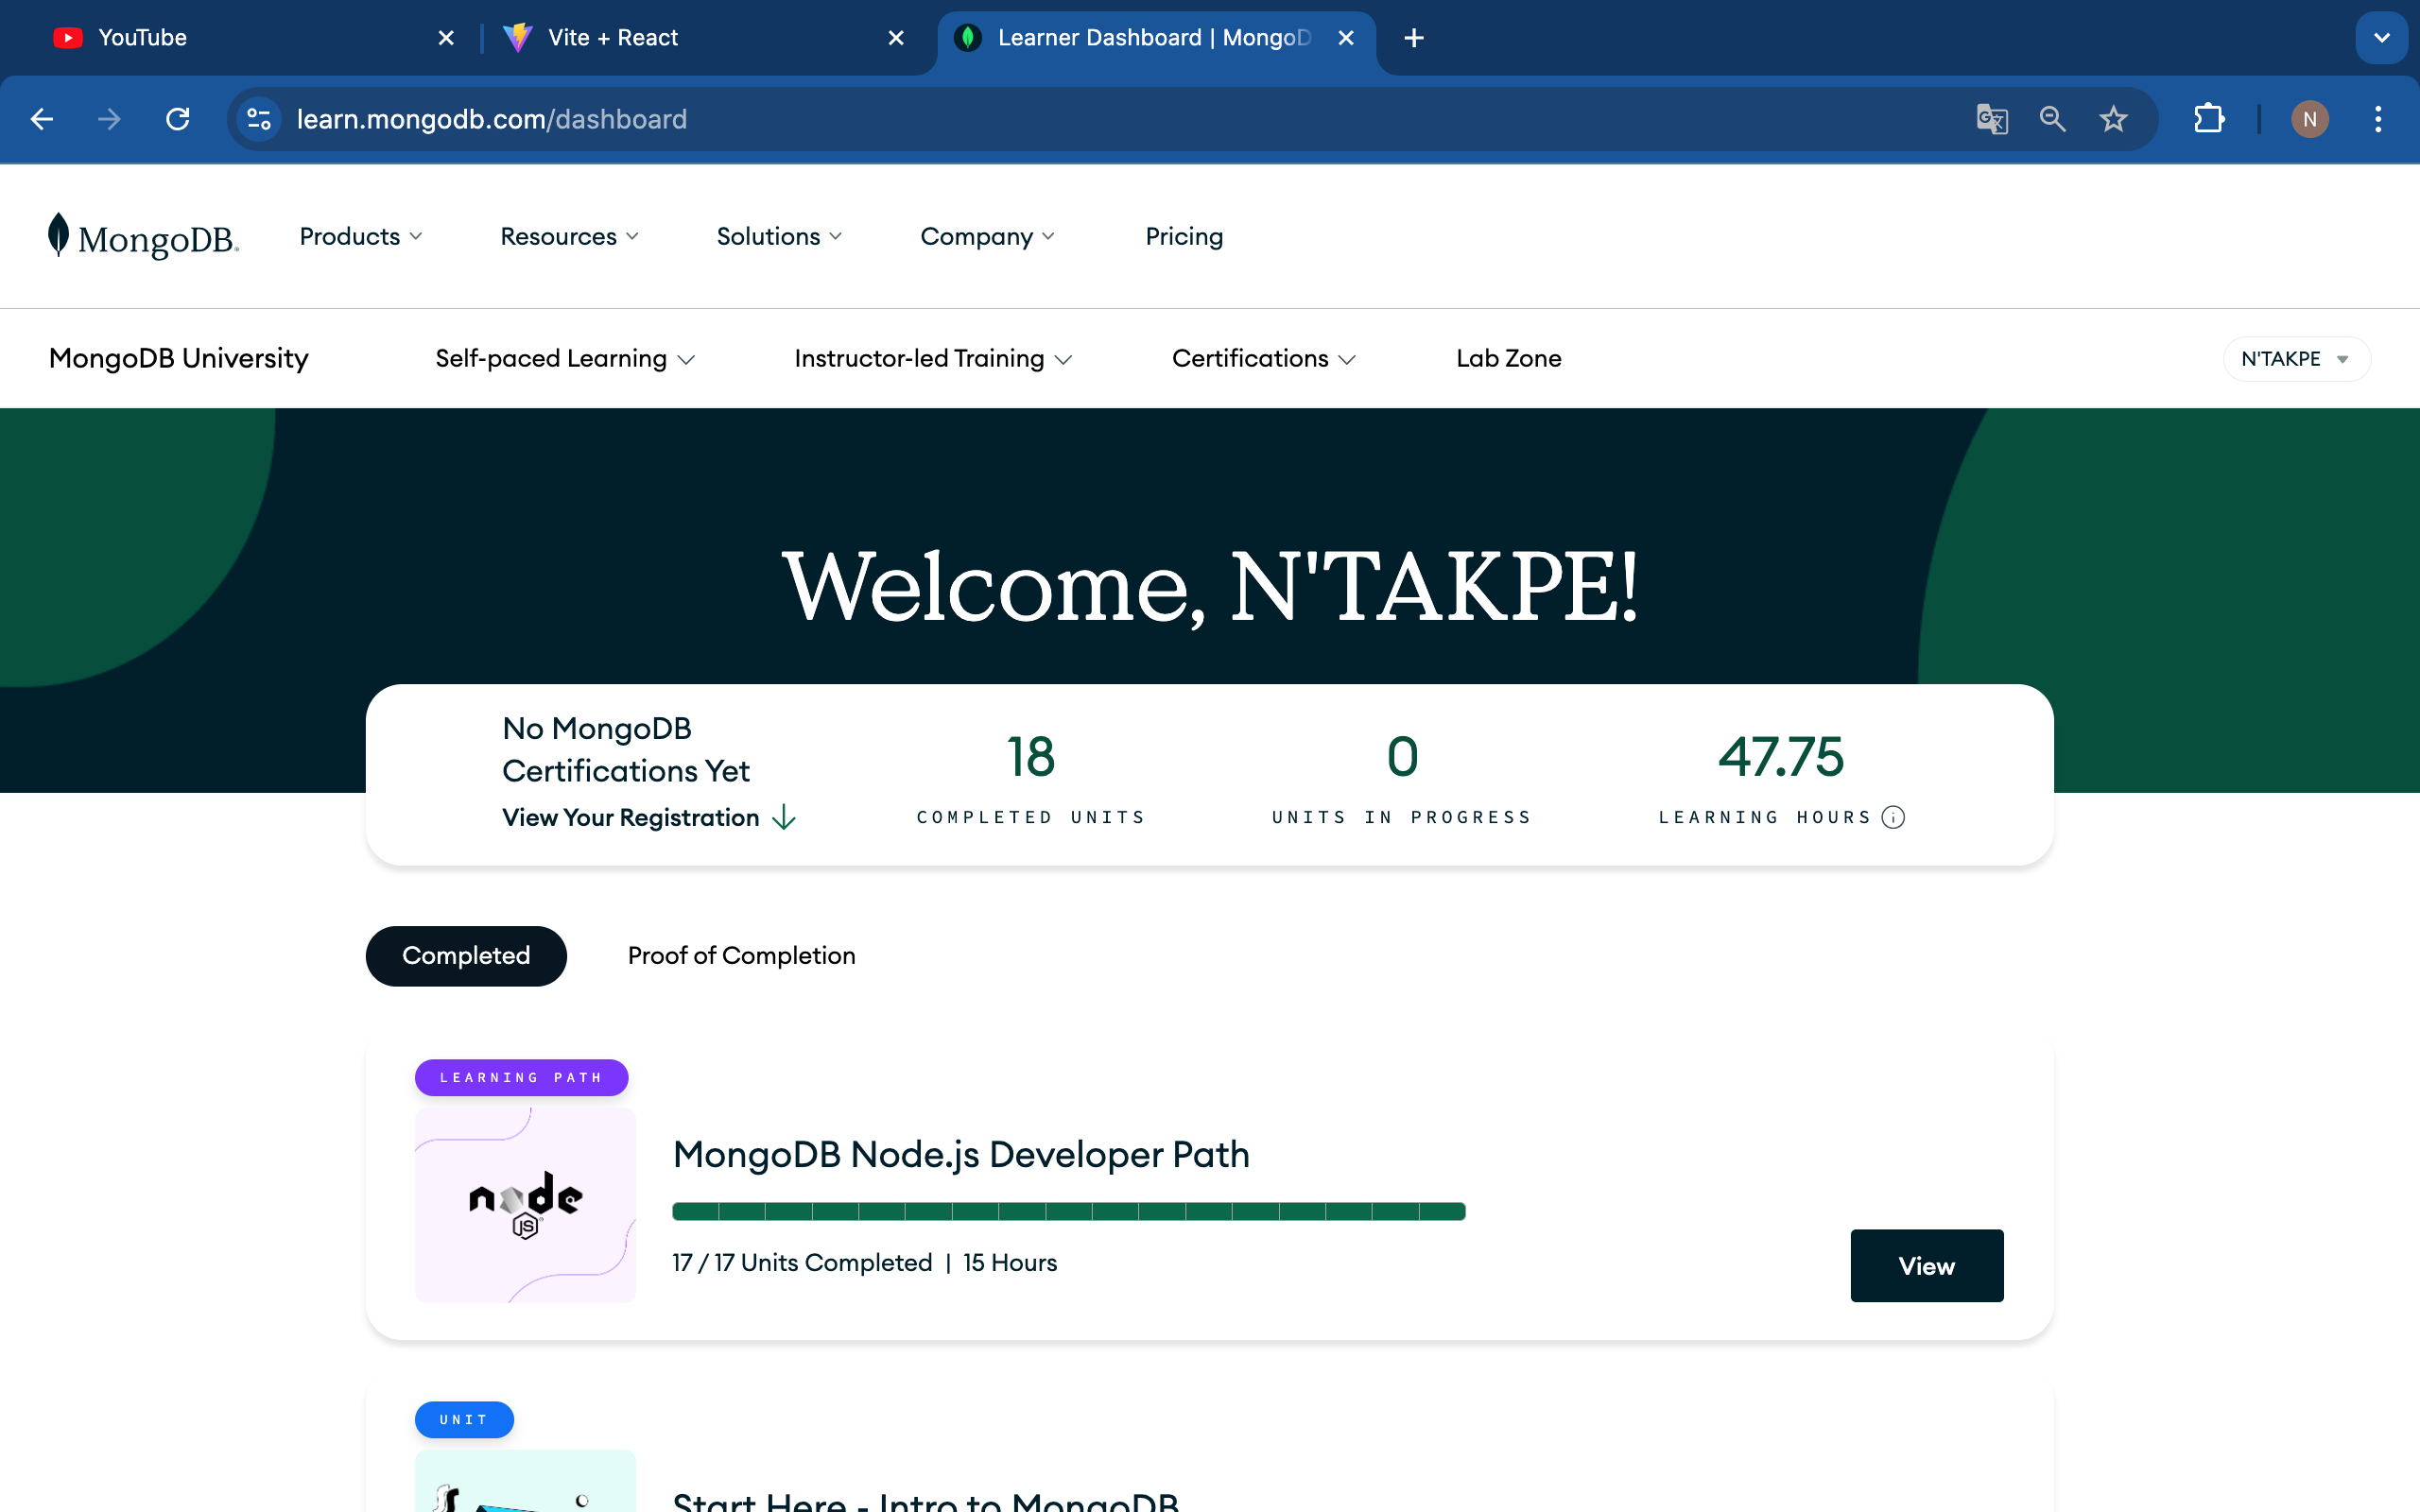 YouTube
Vite + React
Learner Dashboard | MongoD
learn.mongodb.com/dashboard
N
MongoDB.
Products
Resources
Solutions
Company
Pricing
MongoDB University
Self-paced Learning
Instructor-led Training
Certifications
Lab Zone
N'TAKPE
Welcome, N'TAKPE!
No MongoDB
Certifications Yet
View Your Registration
18
COMPLETED UNITS
0
UNITS IN PROGRESS
47.75
LEARNING HOURS
Completed
Proof of Completion
LEARNING PATH
node
JS
MongoDB Node.js Developer Path
17 / 17 Units Completed | 15 Hours
View
UNIT
Start Here - Intro to MongoDB